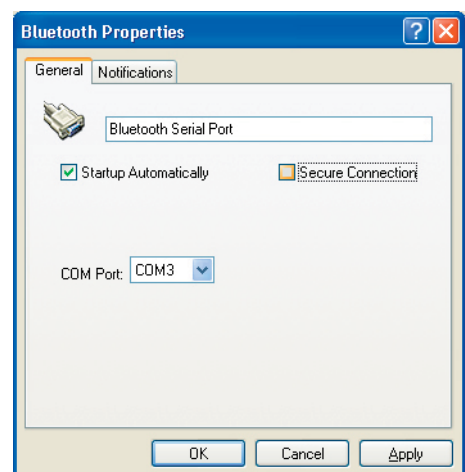 Bluetooth Properties
General Notifications
Bluetooth Serial Port
Startup Automatically Secure Connection
COM Port: COM3
OK Cancel Apply